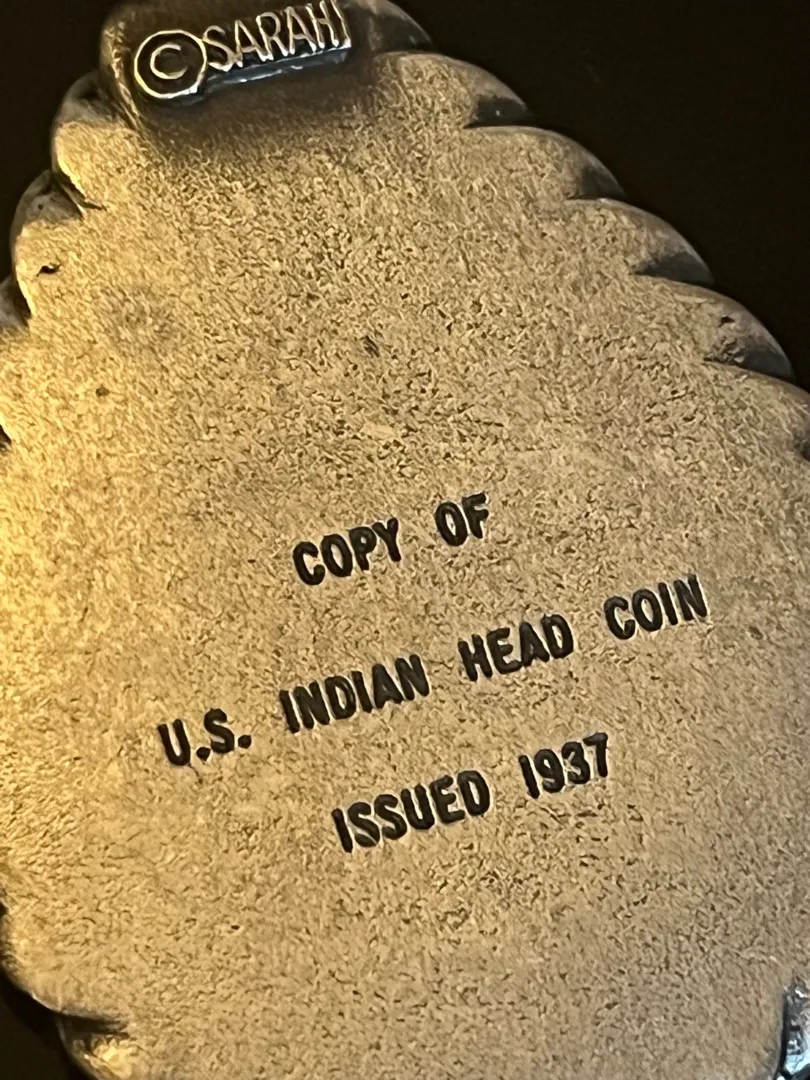 ©SARAH
COPY OF
U.S. INDIAN HEAD COIN
ISSUED 1937